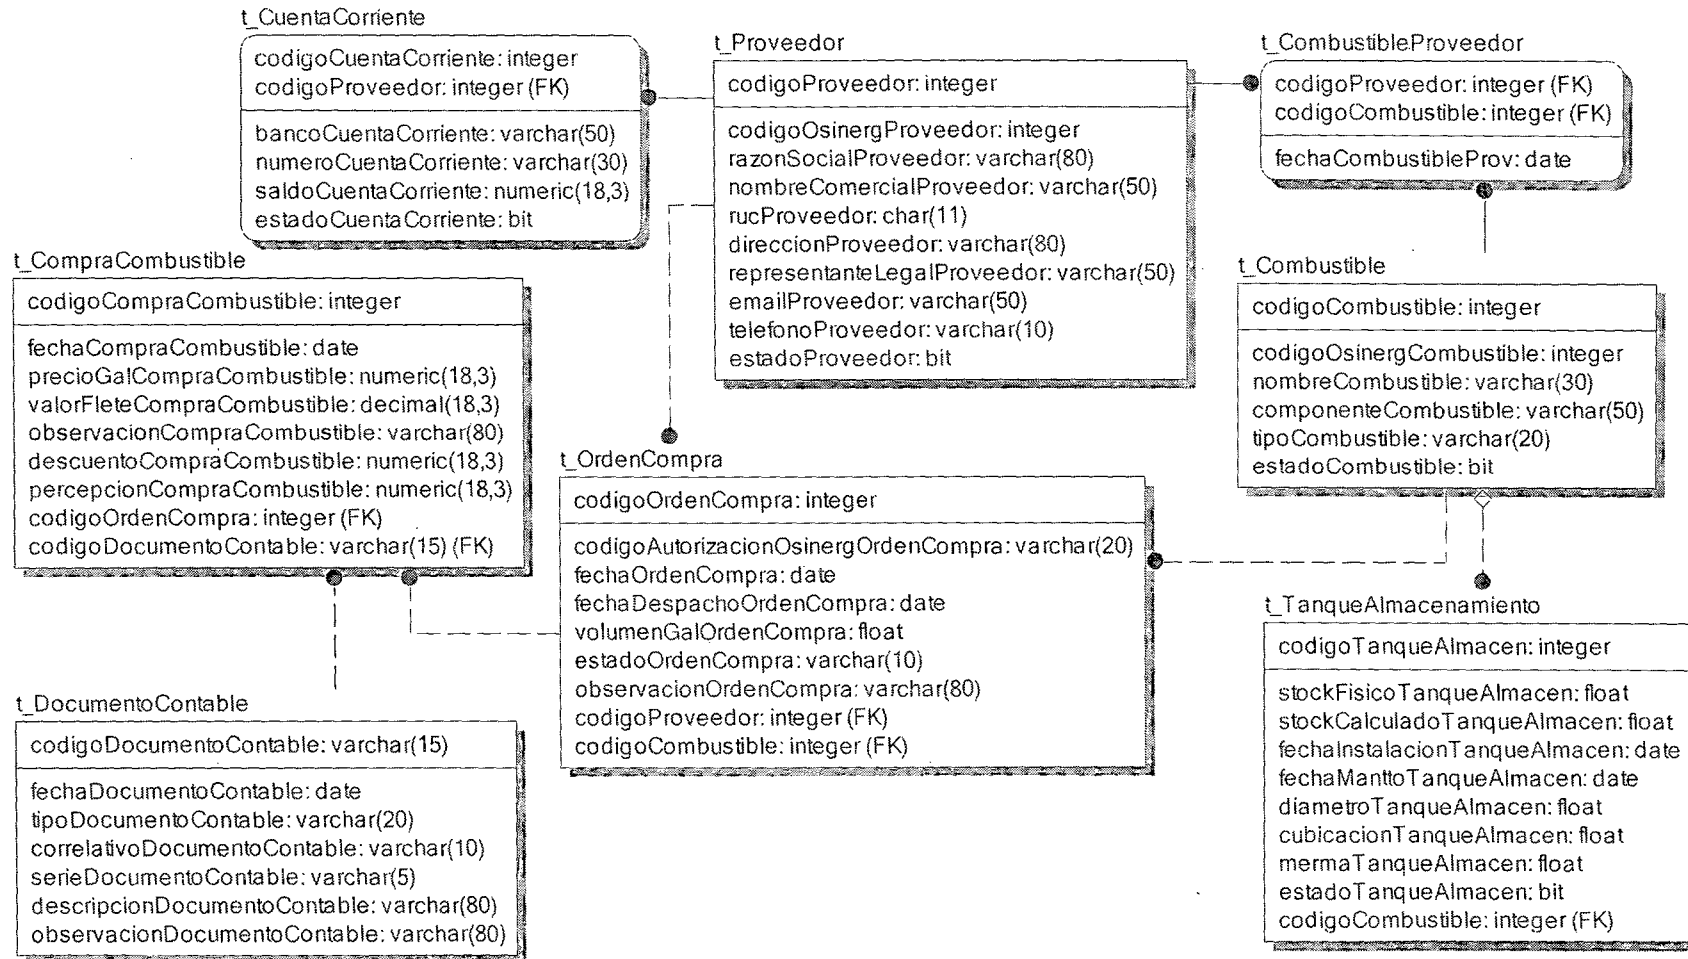 t_CuentaCorriente
codigoCuentaCorriente: integer
codigoProveedor: integer (FK)
bancoCuentaCorriente: varchar(50)
numeroCuentaCorriente: varchar(30)
saldoCuentaCorriente: numeric(18,3)
estadoCuentaCorriente: bit
t_Proveedor
codigoProveedor: integer
codigoOsinergProveedor: integer
razonSocialProveedor: varchar(80)
nombreComercialProveedor: varchar(50)
rucProveedor: char(11)
direccionProveedor: varchar(80)
representanteLegalProveedor: varchar(50)
emailProveedor: varchar(50)
telefonoProveedor: varchar(10)
estadoProveedor: bit
t_CombustibleProveedor
codigoProveedor: integer (FK)
codigoCombustible: integer (FK)
fechaCombustibleProv: date
t_CompraCombustible
codigoCompraCombustible: integer
fechaCompraCombustible: date
precioGalCompraCombustible: numeric(18,3)
valorFleteCompraCombustible: decimal(18,3)
observacionCompraCombustible: varchar(80)
descuentoCompraCombustible: numeric(18,3)
percepcionCompraCombustible: numeric(18,3)
codigoOrdenCompra: integer (FK)
codigoDocumentoContable: varchar(15) (FK)
t_Combustible
codigoCombustible: integer
codigoOsinergCombustible: integer
nombreCombustible: varchar(30)
componenteCombustible: varchar(50)
tipoCombustible: varchar(20)
estadoCombustible: bit
t_OrdenCompra
codigoOrdenCompra: integer
codigoAutorizacionOsinergOrdenCompra: varchar(20)
fechaOrdenCompra: date
fechaDespachoOrdenCompra: date
volumenGalOrdenCompra: float
estadoOrdenCompra: varchar(10)
observacionOrdenCompra: varchar(80)
codigoProveedor: integer (FK)
codigoCombustible: integer (FK)
t_DocumentoContable
codigoDocumentoContable: varchar(15)
fechaDocumentoContable: date
tipoDocumentoContable: varchar(20)
correlativoDocumentoContable: varchar(10)
serieDocumentoContable: varchar(5)
descripcionDocumentoContable: varchar(80)
observacionDocumentoContable: varchar(80)
t_TanqueAlmacenamiento
codigoTanqueAlmacen: integer
stockFisicoTanqueAlmacen: float
stockCalculadoTanqueAlmacen: float
fechaInstalacionTanqueAlmacen: date
fechaManttoTanqueAlmacen: date
diametroTanqueAlmacen: float
cubicacionTanqueAlmacen: float
mermaTanqueAlmacen: float
estadoTanqueAlmacen: bit
codigoCombustible: integer (FK)